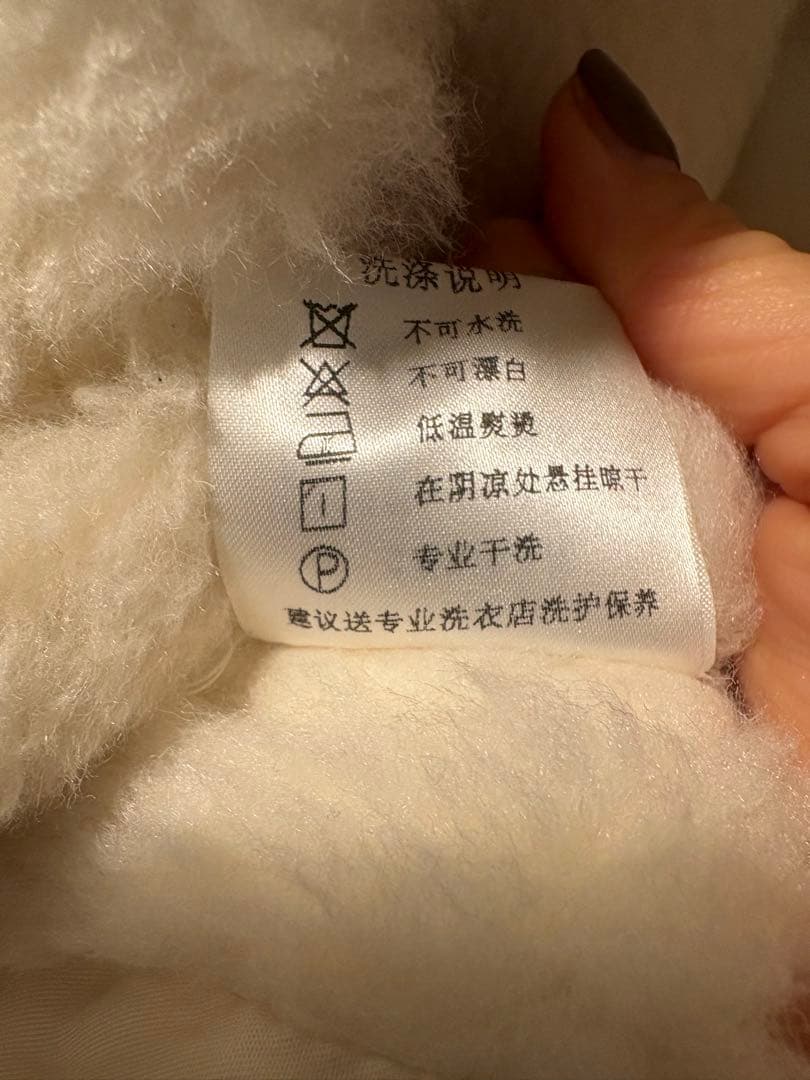 洗涤说明
不可水洗
不可漂白
低温熨烫
在阴凉处悬挂晾干
P 专业干洗
建议送专业洗衣店洗护保养